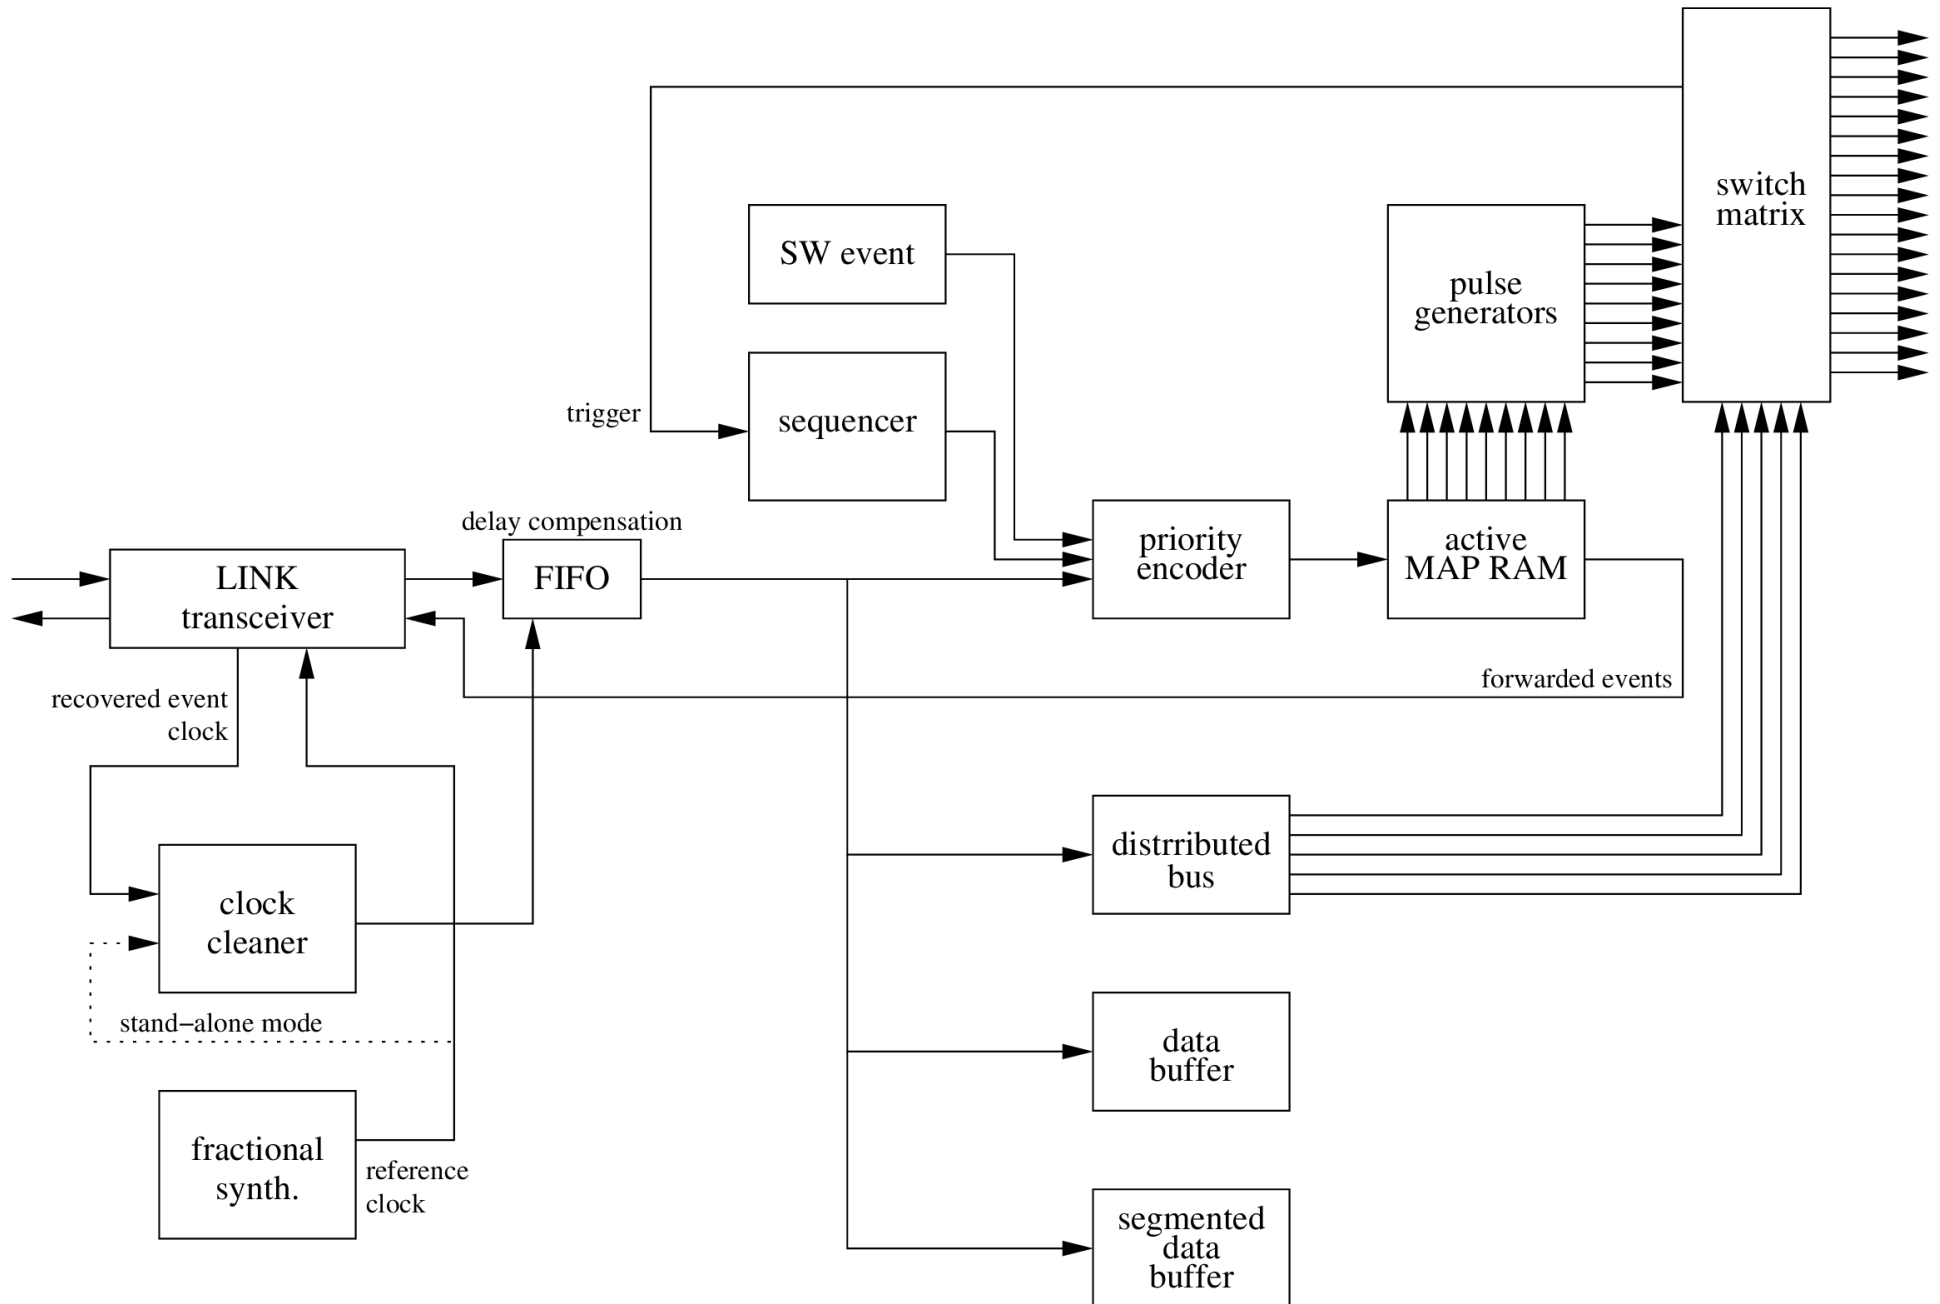 switch
matrix
SW event
pulse
generators
trigger
sequencer
delay compensation
LINK
transceiver
FIFO
priority
encoder
active
MAP RAM
forwarded events
recovered event
clock
distrributed
bus
clock
cleaner
stand−alone mode
data
buffer
fractional
synth.
reference
clock
segmented
data
buffer